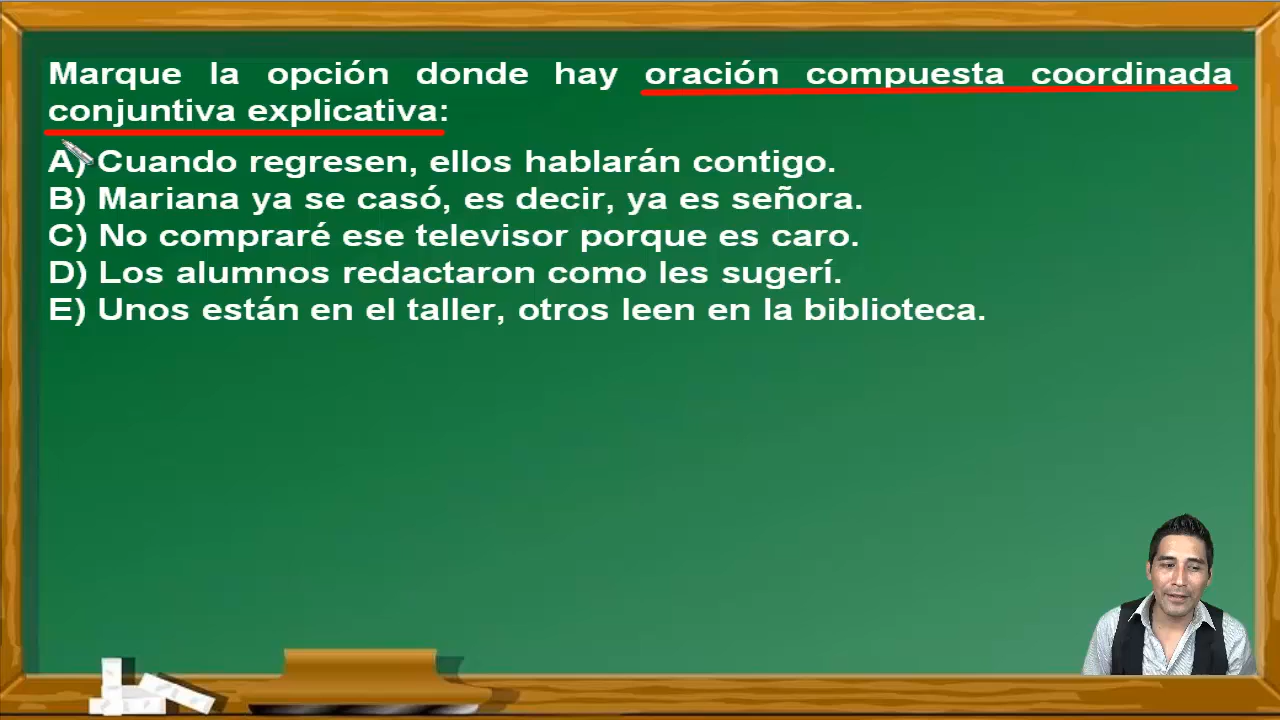 Marque la opción donde hay oración compuesta coordinada
conjuntiva explicativa:
A) Cuando regresen, ellos hablarán contigo.
B) Mariana ya se casó, es decir, ya es señora.
C) No compraré ese televisor porque es caro.
D) Los alumnos redactaron como les sugerí.
E) Unos están en el taller, otros leen en la biblioteca.